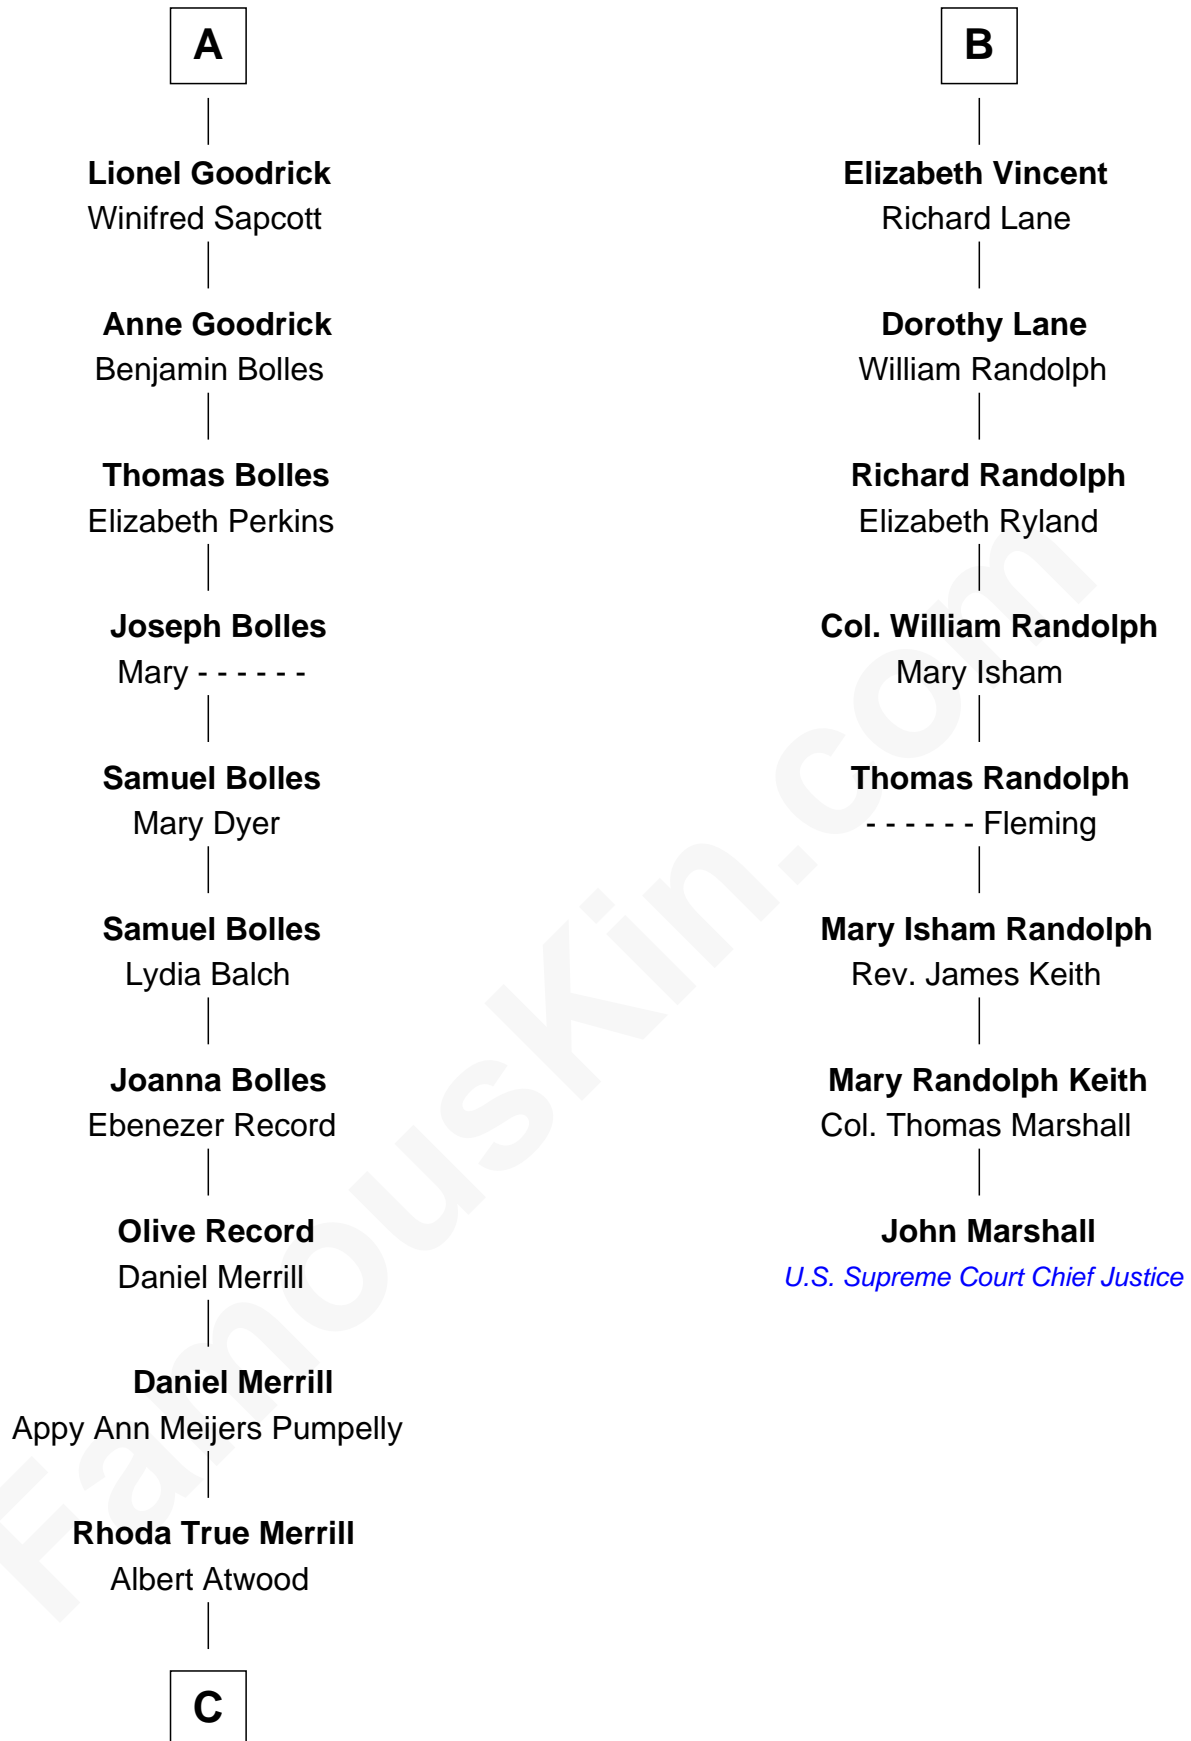 A
Lionel Goodrick
Winifred Sapcott
Anne Goodrick
Benjamin Bolles
Thomas Bolles
Elizabeth Perkins
Joseph Bolles
Mary - - - - - -
Samuel Bolles
Mary Dyer
Samuel Bolles
Lydia Balch
Joanna Bolles
Ebenezer Record
Olive Record
Daniel Merrill
Daniel Merrill
Appy Ann Meijers Pumpelly
Rhoda True Merrill
Albert Atwood
C
B
Elizabeth Vincent
Richard Lane
Dorothy Lane
William Randolph
Richard Randolph
Elizabeth Ryland
Col. William Randolph
Mary Isham
Thomas Randolph
- - - - - - Fleming
Mary Isham Randolph
Rev. James Keith
Mary Randolph Keith
Col. Thomas Marshall
John Marshall
U.S. Supreme Court Chief Justice
FamousKin.com